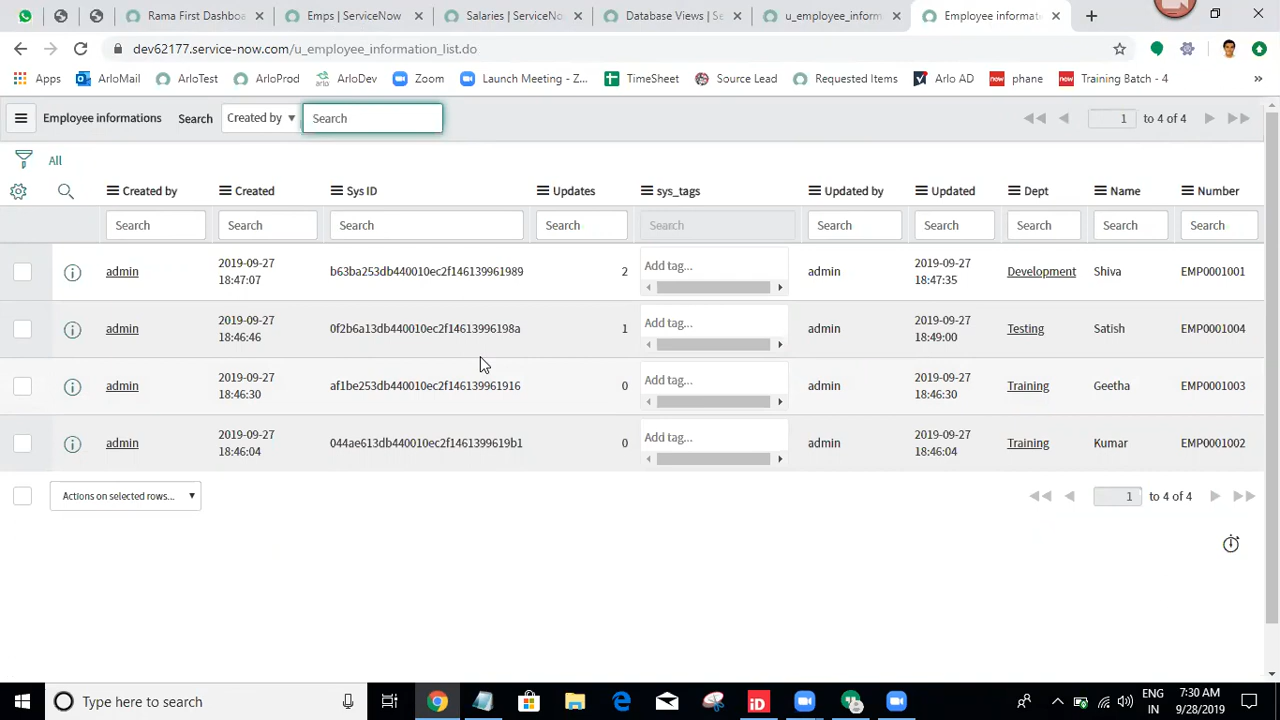 Rama First Dashbo
Emps | ServiceNow
Salaries | ServiceNo
Database Views | Se
u_employee_inform
Employee informat
dev62177.service-now.com/u_employee_information_list.do
Apps
ArloMail
ArloTest
ArloProd
ArloDev
Zoom
Launch Meeting - Z...
TimeSheet
Source Lead
Requested Items
Arlo AD
now phane
now Training Batch - 4
»
Employee informations Search Created by Search 1 to 4 of 4
All
Created by Created Sys ID Updates sys_tags Updated by Updated Dept Name Number
Search Search Search Search Search Search Search Search Search Search
admin 2019-09-27 18:47:07 b63ba253db440010ec2f146139961989 2 Add tag... admin 2019-09-27 18:47:35 Development Shiva EMP0001001
admin 2019-09-27 18:46:46 0f2b6a13db440010ec2f14613996198a 1 Add tag... admin 2019-09-27 18:49:00 Testing Satish EMP0001004
admin 2019-09-27 18:46:30 af1be253db440010ec2f146139961916 0 Add tag... admin 2019-09-27 18:46:30 Training Geetha EMP0001003
admin 2019-09-27 18:46:04 044ae613db440010ec2f1461399619b1 0 Add tag... admin 2019-09-27 18:46:04 Training Kumar EMP0001002
Actions on selected rows... 1 to 4 of 4
Type here to search
iD
ENG 7:30 AM
IN 9/28/2019